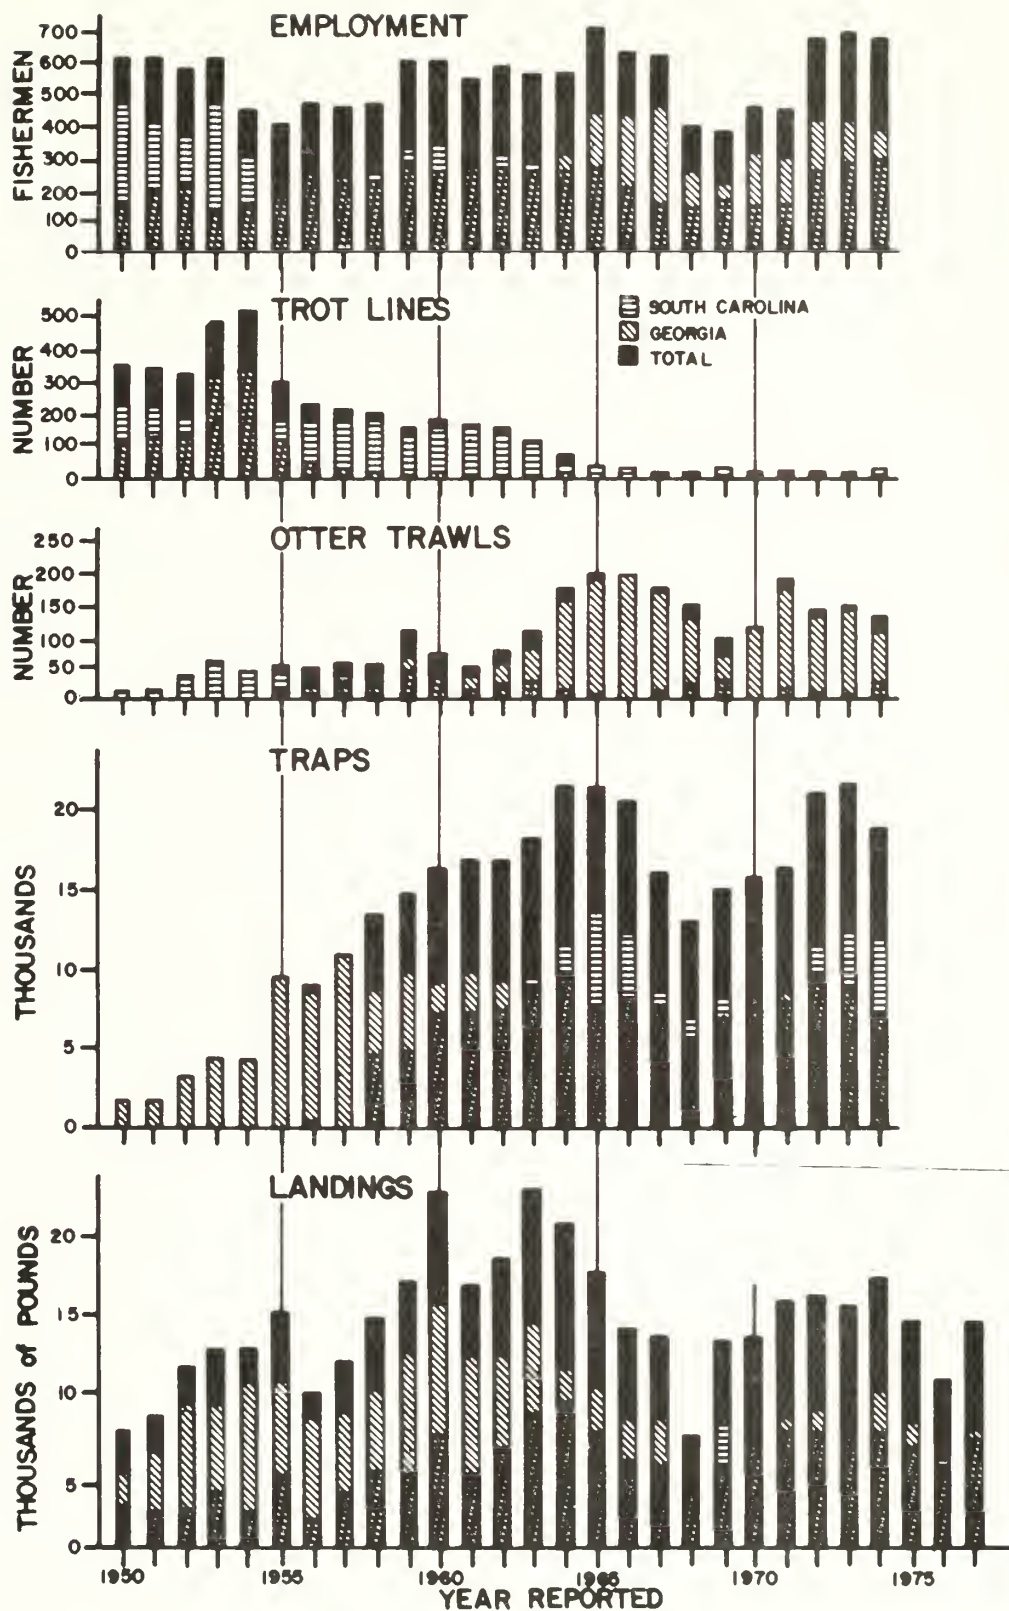 EMPLOYMENT
FISHERMEN
700
600
500
400
300
200
100
0
TROT LINES
NUMBER
500
400
300
200
100
0
SOUTH CAROLINA
GEORGIA
TOTAL
OTTER TRAWLS
NUMBER
250
200
150
100
50
0
TRAPS
THOUSANDS
20
15
10
5
0
LANDINGS
THOUSANDS of POUNDS
20
15
10
5
0
1950
1955
1960
1965
1970
1975
YEAR REPORTED